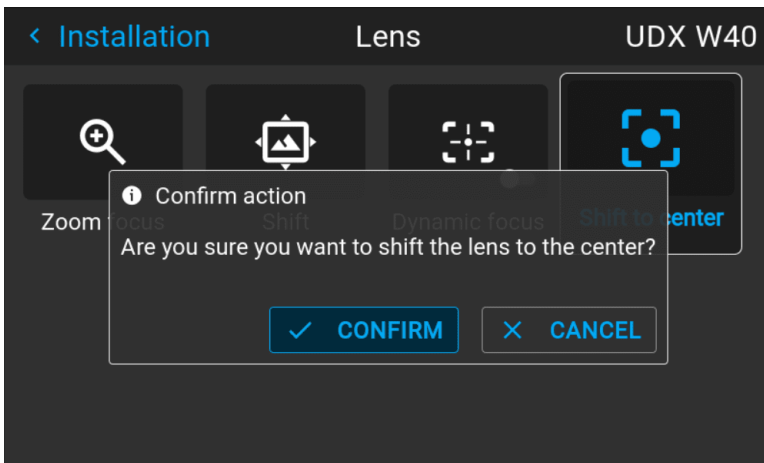 Installation
Lens
UDX W40
Confirm action
Zoom focus
Shift
Dynamic focus
Shift to center
Are you sure you want to shift the lens to the center?
CONFIRM
CANCEL